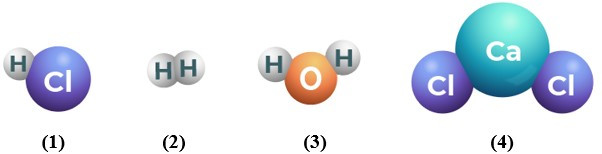 H Cl
H H
H O H
Cl Ca Cl
(1) (2) (3) (4)